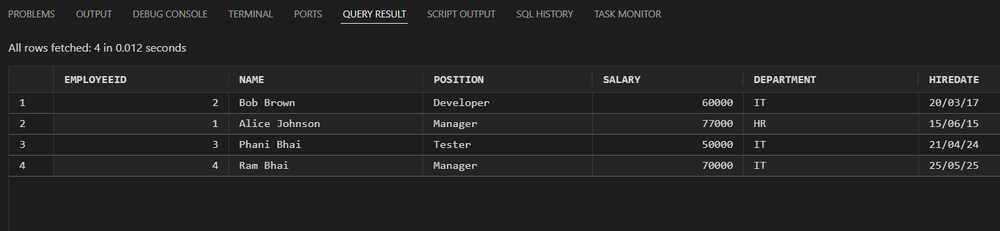 PROBLEMS OUTPUT DEBUG CONSOLE TERMINAL PORTS QUERY RESULT SCRIPT OUTPUT SQL HISTORY TASK MONITOR
All rows fetched: 4 in 0.012 seconds
EMPLOYEEID NAME POSITION SALARY DEPARTMENT HIREDATE
1 2 Bob Brown Developer 60000 IT 20/03/17
2 1 Alice Johnson Manager 77000 HR 15/06/15
3 3 Phani Bhai Tester 50000 IT 21/04/24
4 4 Ram Bhai Manager 70000 IT 25/05/25